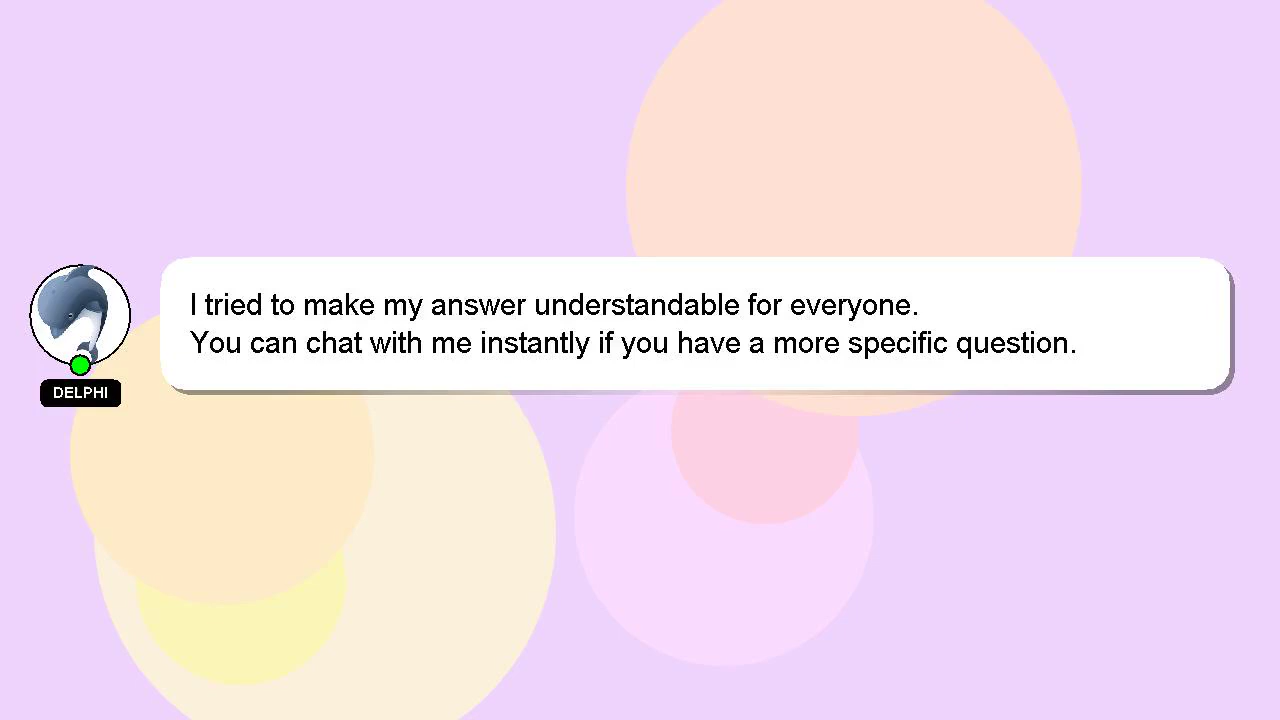 I tried to make my answer understandable for everyone.
You can chat with me instantly if you have a more specific question.
DELPHI